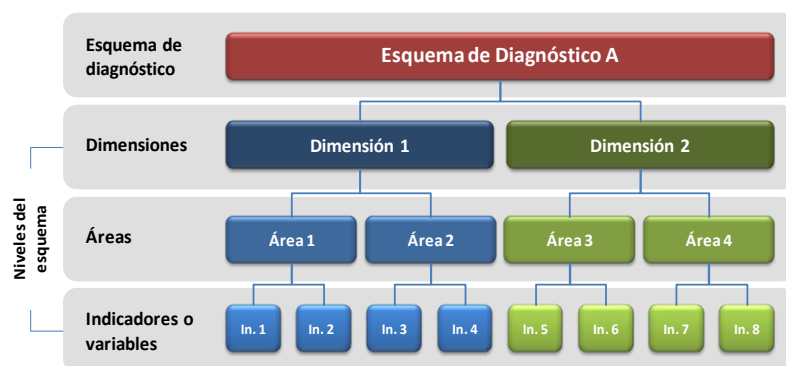 Esquema de
diagnóstico
Esquema de Diagnóstico A
Dimensiones
Dimensión 1
Dimensión 2
Niveles del
esquema
Áreas
Área 1
Área 2
Área 3
Área 4
Indicadores o
variables
In. 1
In. 2
In. 3
In. 4
In. 5
In. 6
In. 7
In. 8